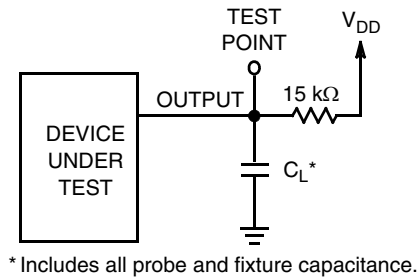 TEST
POINT
V_DD
OUTPUT
15 kΩ
DEVICE
UNDER
TEST
C_L*
* Includes all probe and fixture capacitance.